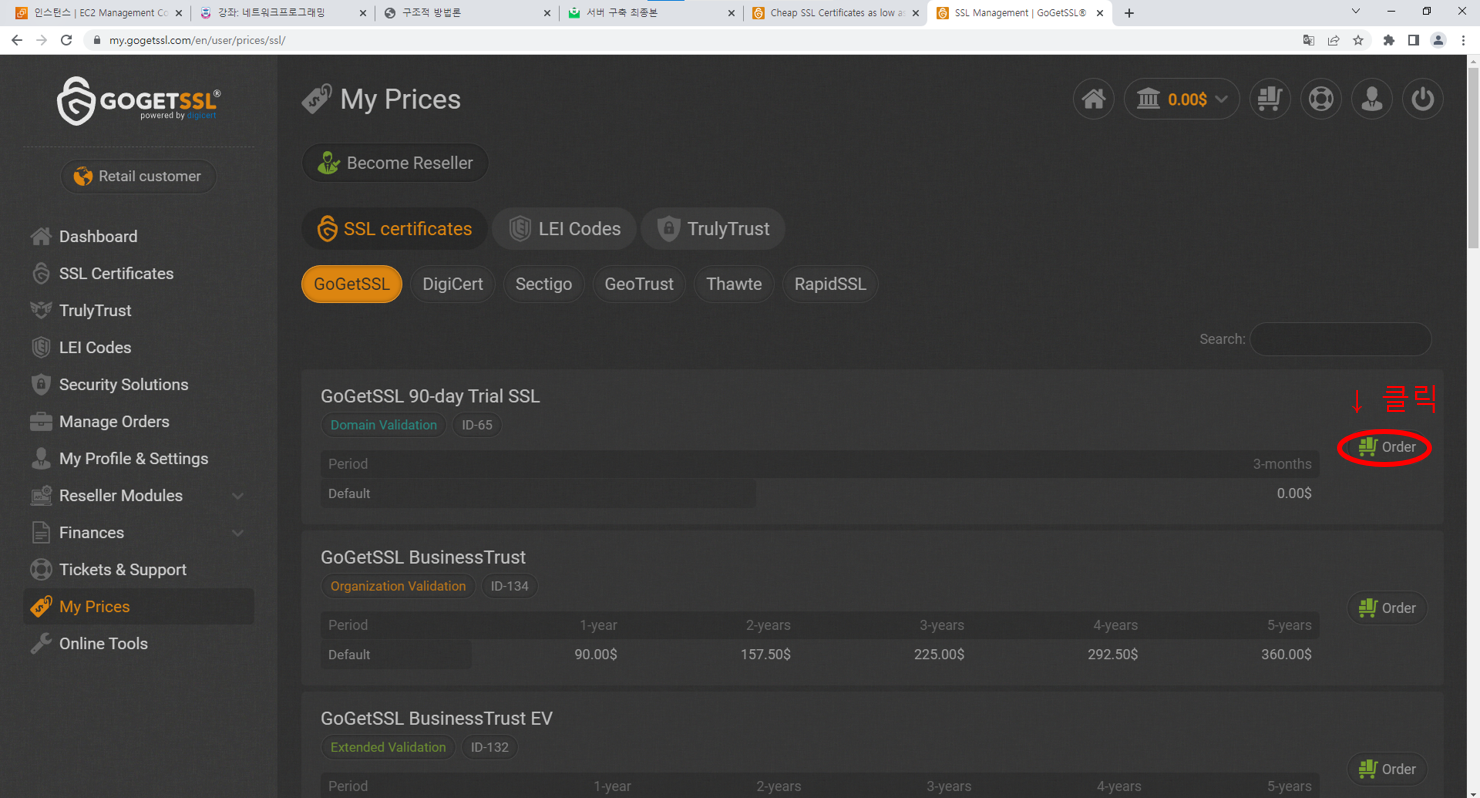 인스턴스 | EC2 Management Co
강좌: 네트워크프로그래밍
구조적 방법론
서버 구축 최종본
Cheap SSL Certificates as low as
SSL Management | GoGetSSL®
my.gogetssl.com/en/user/prices/ssl/
GOGETSSL®
powered by digicert
My Prices
0.00$
Become Reseller
Retail customer
SSL certificates
LEI Codes
TrulyTrust
Dashboard
SSL Certificates
TrulyTrust
LEI Codes
Security Solutions
Manage Orders
My Profile & Settings
Reseller Modules
Finances
Tickets & Support
My Prices
Online Tools
GoGetSSL
DigiCert
Sectigo
GeoTrust
Thawte
RapidSSL
Search:
GoGetSSL 90-day Trial SSL
Domain Validation
ID-65
↓ 클릭
Order
Period 3-months
Default 0.00$
GoGetSSL BusinessTrust
Organization Validation
ID-134
Order
Period 1-year 2-years 3-years 4-years 5-years
Default 90.00$ 157.50$ 225.00$ 292.50$ 360.00$
GoGetSSL BusinessTrust EV
Extended Validation
ID-132
Order
Period 1-year 2-years 3-years 4-years 5-years